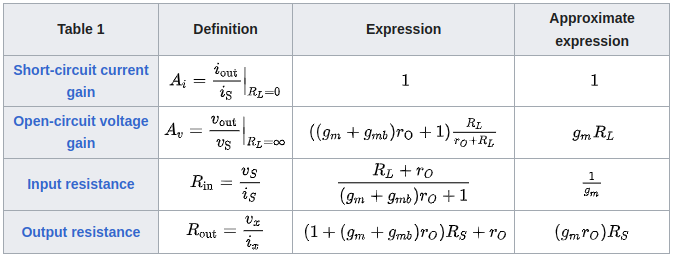 Table 1 Definition Expression Approximate expression
Short-circuit current gain A_i = i_out/i_S |_{R_L=0} 1 1
Open-circuit voltage gain A_v = v_out/v_S |_{R_L=∞} ((g_m + g_mb)r_O + 1) R_L/(r_O+R_L) g_m R_L
Input resistance R_in = v_S/i_S (R_L + r_O)/((g_m + g_mb)r_O + 1) 1/g_m
Output resistance R_out = v_x/i_x (1 + (g_m + g_mb)r_O)R_S + r_O (g_m r_O)R_S